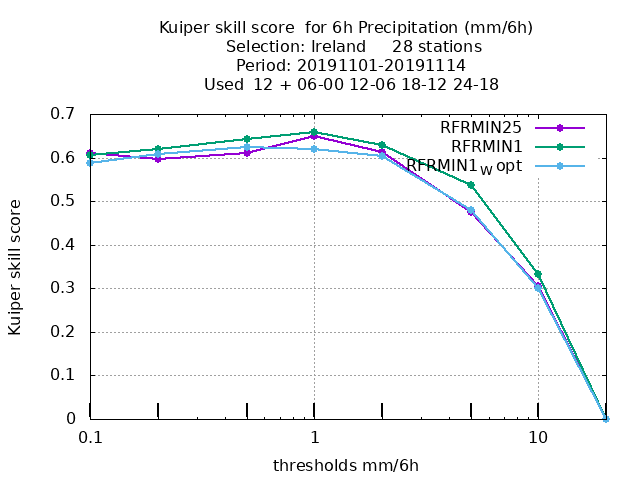 Kuiper skill score  for 6h Precipitation (mm/6h)
Selection: Ireland     28 stations
Period: 20191101-20191114
Used  12 + 06-00 12-06 18-12 24-18
0.7
RFRMIN25
RFRMIN1
RFRMIN1w opt
0.6
0.5
0.4
0.3
0.2
0.1
0
Kuiper skill score
0.1 1 10
thresholds mm/6h